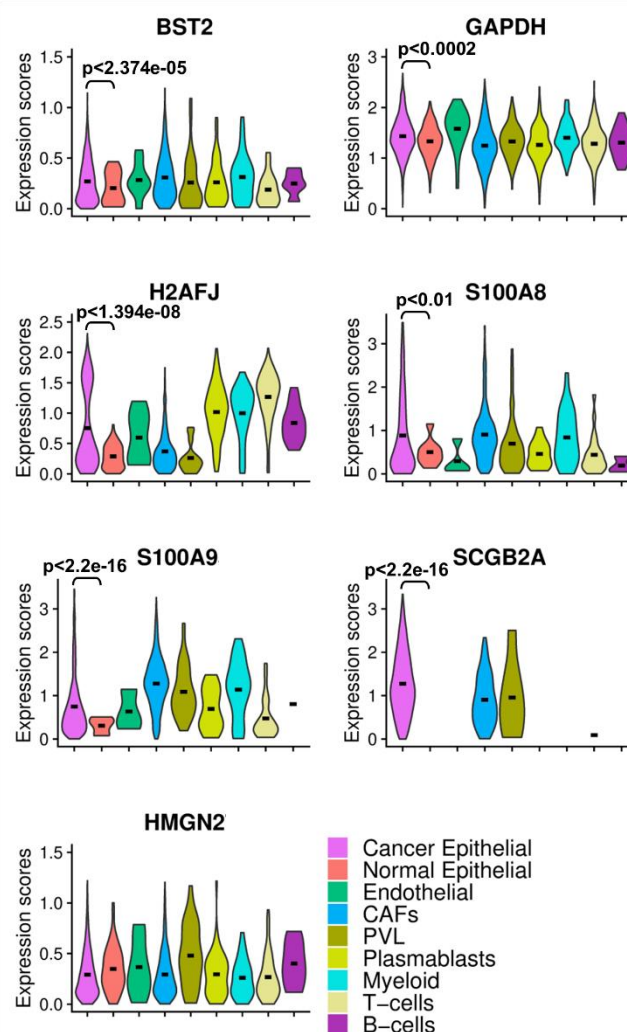 BST2
p<2.374e-05
Expression scores
1.5
1.0
0.5
0.0
GAPDH
p<0.0002
Expression scores
3
2
1
0
H2AFJ
p<1.394e-08
Expression scores
2.5
2.0
1.5
1.0
0.5
0.0
S100A8
p<0.01
Expression scores
3
2
1
0
S100A9
p<2.2e-16
Expression scores
3
2
1
0
SCGB2A
p<2.2e-16
Expression scores
3
2
1
0
HMGN2
Expression scores
1.5
1.0
0.5
0.0
Cancer Epithelial
Normal Epithelial
Endothelial
CAFs
PVL
Plasmablasts
Myeloid
T−cells
B−cells